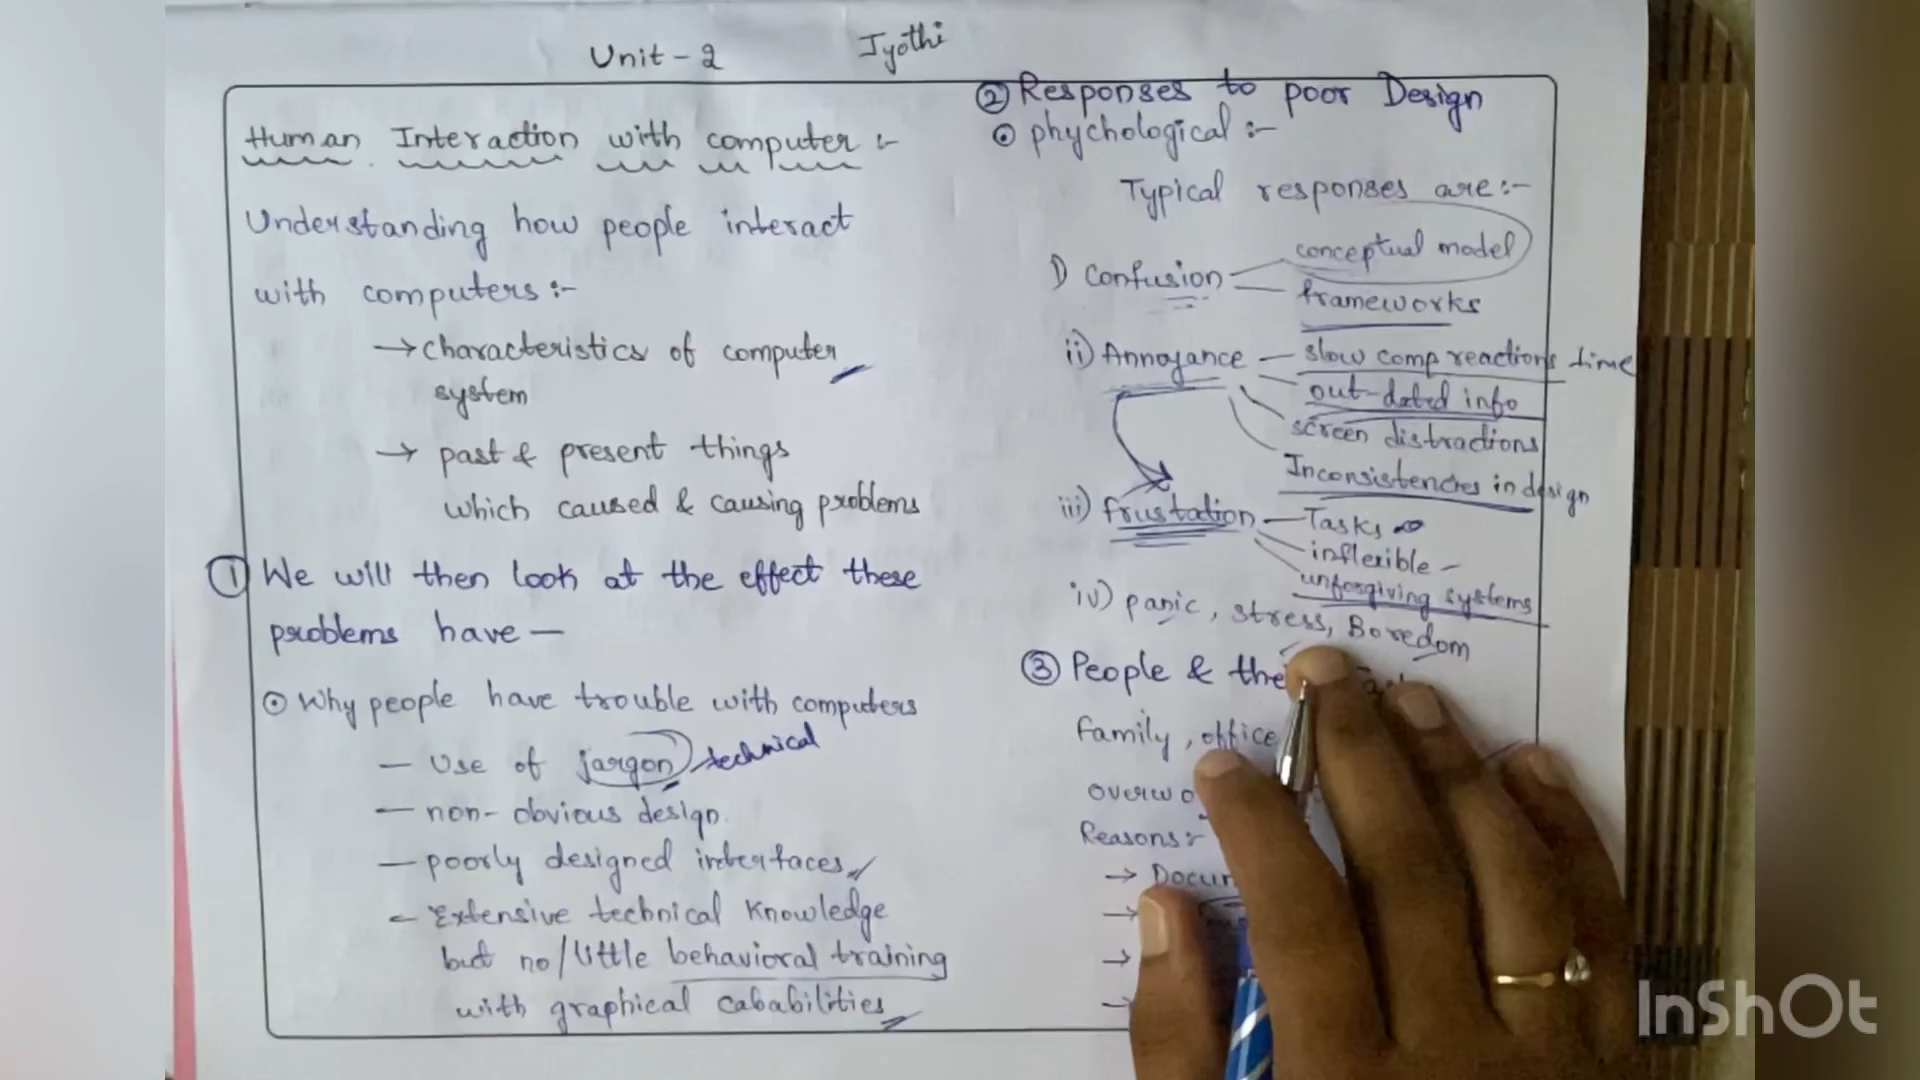 Unit - 2
Jyothi
Human Interaction with computer :-
Understanding how people interact
with computers :-
→ characteristics of computer
system
→ past & present things
which caused & causing problems
① We will then look at the effect these
problems have —
⊙ Why people have trouble with computers
— Use of jargon technical
— non-obvious design.
— poorly designed interfaces
— Extensive technical knowledge
but no/little behavioral training
with graphical cababilities
② Responses to poor Design
⊙ phychological :-
Typical responses are :-
i) Confusion — conceptual model
— frameworks
ii) Annoyance — slow comp reactions time
out-dated info
screen distractions
Inconsistencies in design
iii) frustation — Tasks
inflexible —
unforgiving systems
iv) panic, stress, Boredom
③ People & the
family, office
overwo
Reasons :-
→ Docum
→
→
→
InShOt